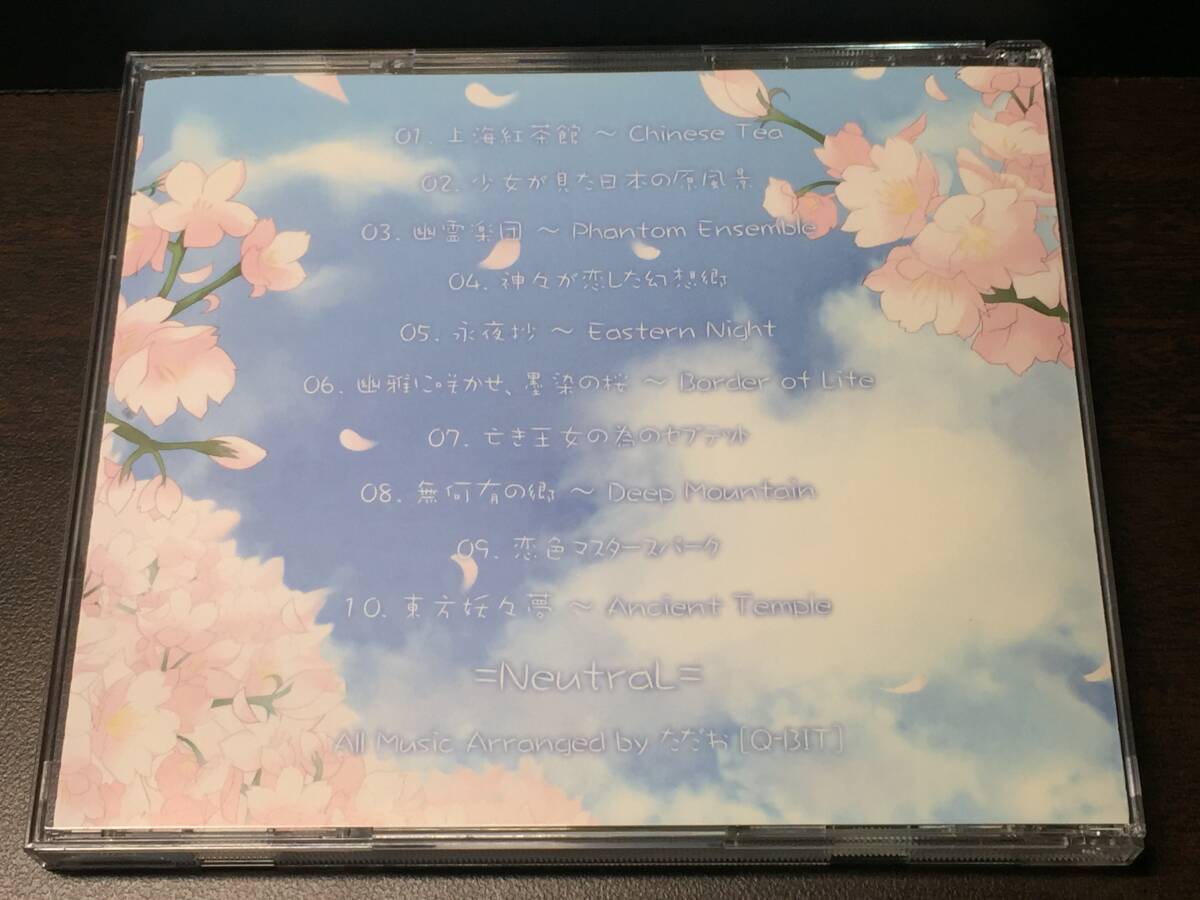 01. 上海紅茶館 ～ Chinese Tea
02. 少女が見た日本の原風景
03. 幽霊楽団 ～ Phantom Ensemble
04. 神々が恋した幻想郷
05. 永夜抄 ～ Eastern Night
06. 幽雅に咲かせ、墨染の桜 ～ Border of Life
07. 亡き王女の為のセプテット
08. 無何有の郷 ～ Deep Mountain
09. 恋色マスタースパーク
10. 東方妖々夢 ～ Ancient Temple
=NeutraL=
All Music Arranged by ただお [Q-B!T]